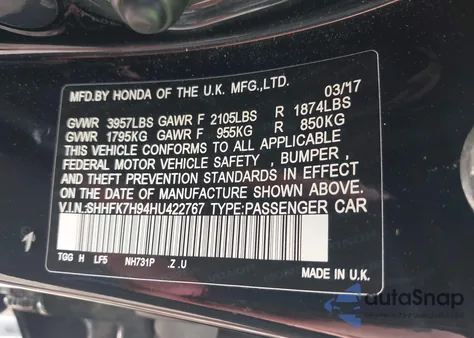 MFD.BY HONDA OF THE U.K. MFG.,LTD.
03/'17
GVWR 3957LBS GAWR F 2105LBS R 1874LBS
GVWR 1795KG GAWR F 955KG R 850KG
THIS VEHICLE CONFORMS TO ALL APPLICABLE
FEDERAL MOTOR VEHICLE SAFETY , BUMPER ,
AND THEFT PREVENTION STANDARDS IN EFFECT
ON THE DATE OF MANUFACTURE SHOWN ABOVE.
V.I.N.:SHHFK7H94HU422767 TYPE:PASSENGER CAR
TGG H LF5 NH731P .Z .U
MADE IN U.K.
autoSnap